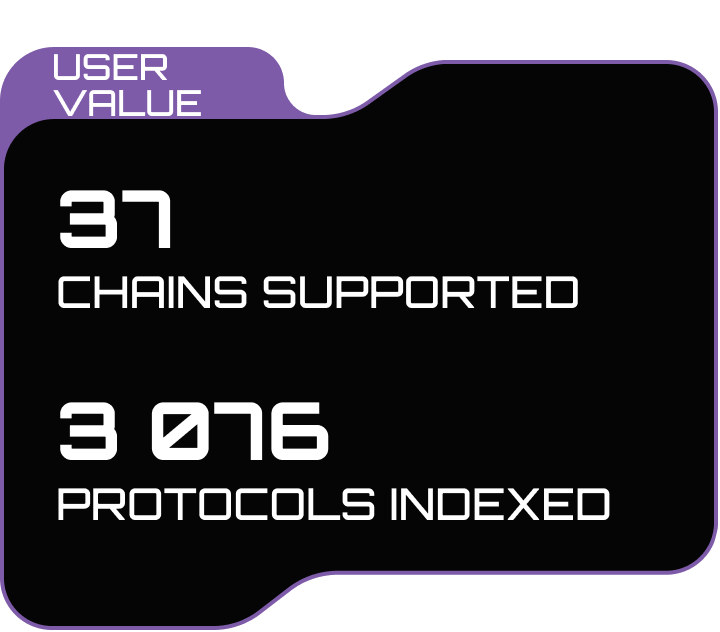 USER
VALUE
37
CHAINS SUPPORTED
3 076
PROTOCOLS INDEXED